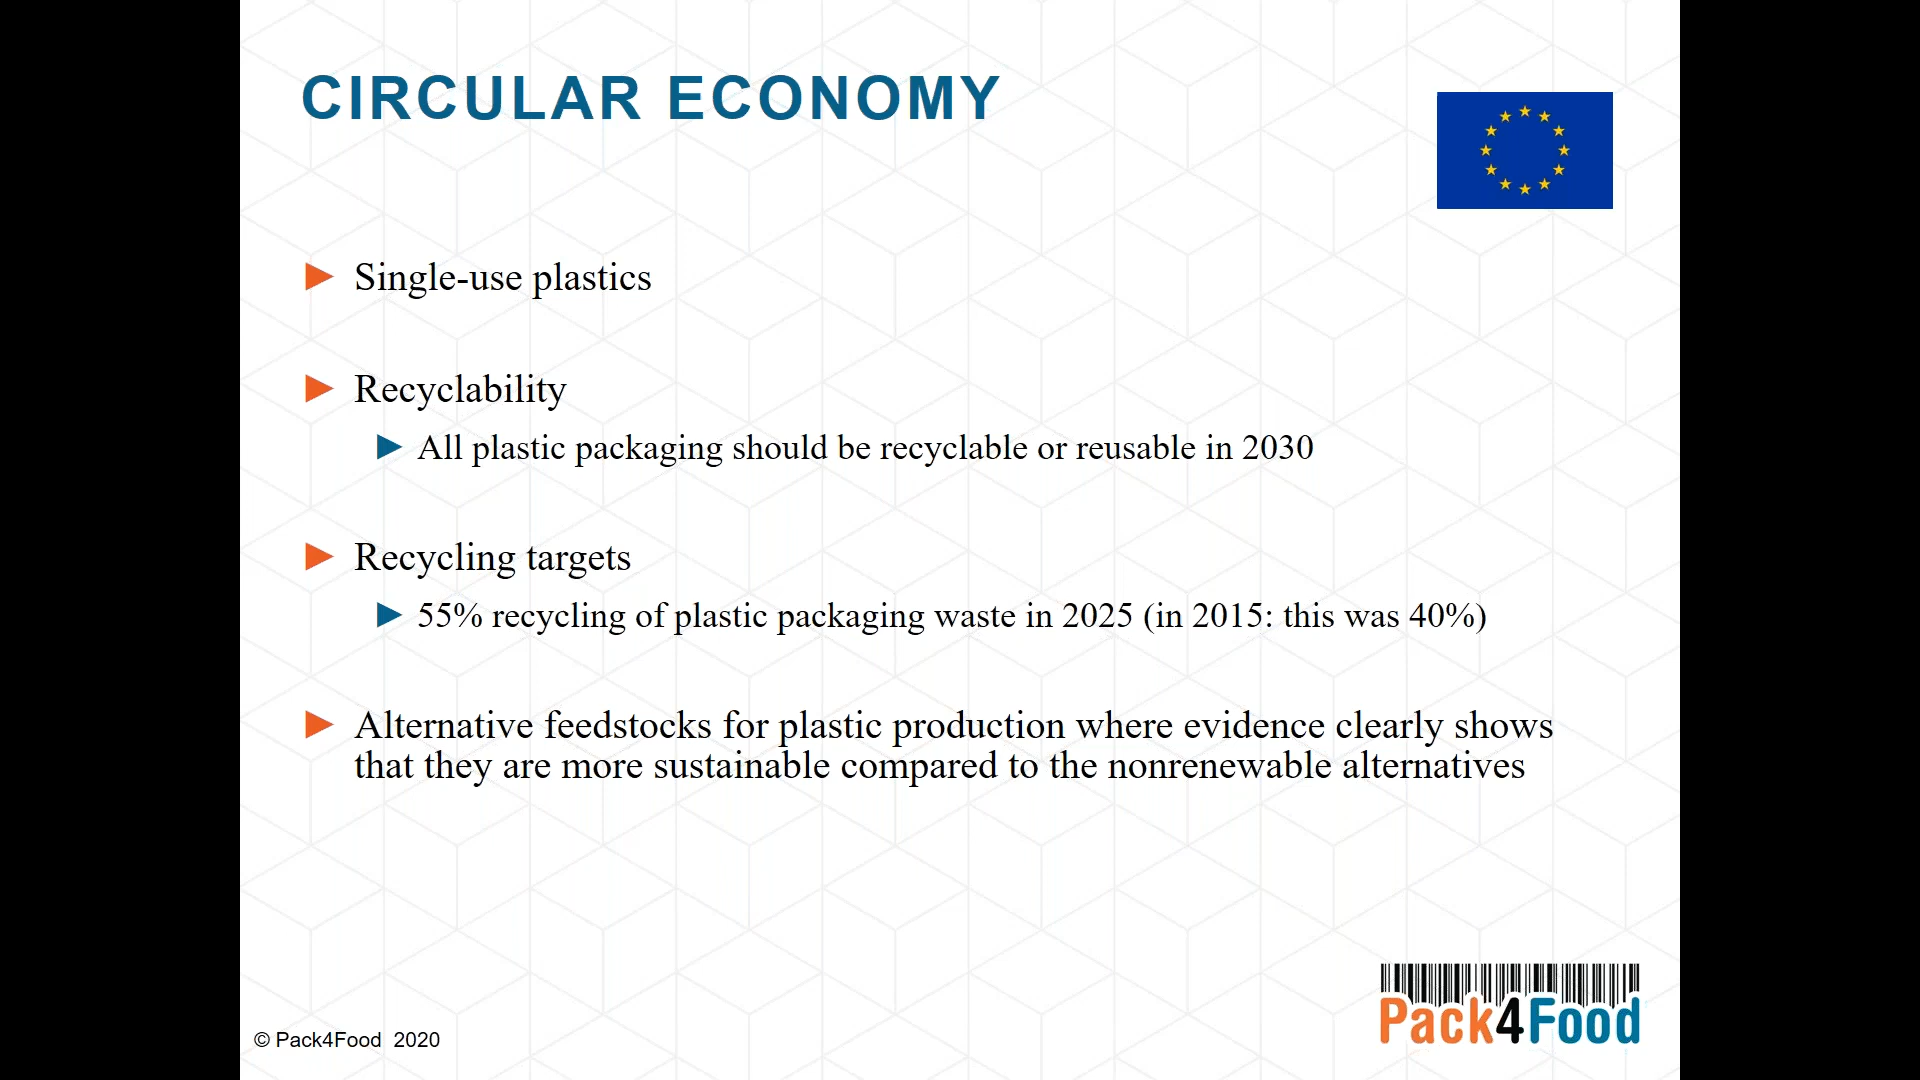 CIRCULAR ECONOMY
Single-use plastics
Recyclability
All plastic packaging should be recyclable or reusable in 2030
Recycling targets
55% recycling of plastic packaging waste in 2025 (in 2015: this was 40%)
Alternative feedstocks for plastic production where evidence clearly shows
that they are more sustainable compared to the nonrenewable alternatives
Pack4Food
© Pack4Food 2020